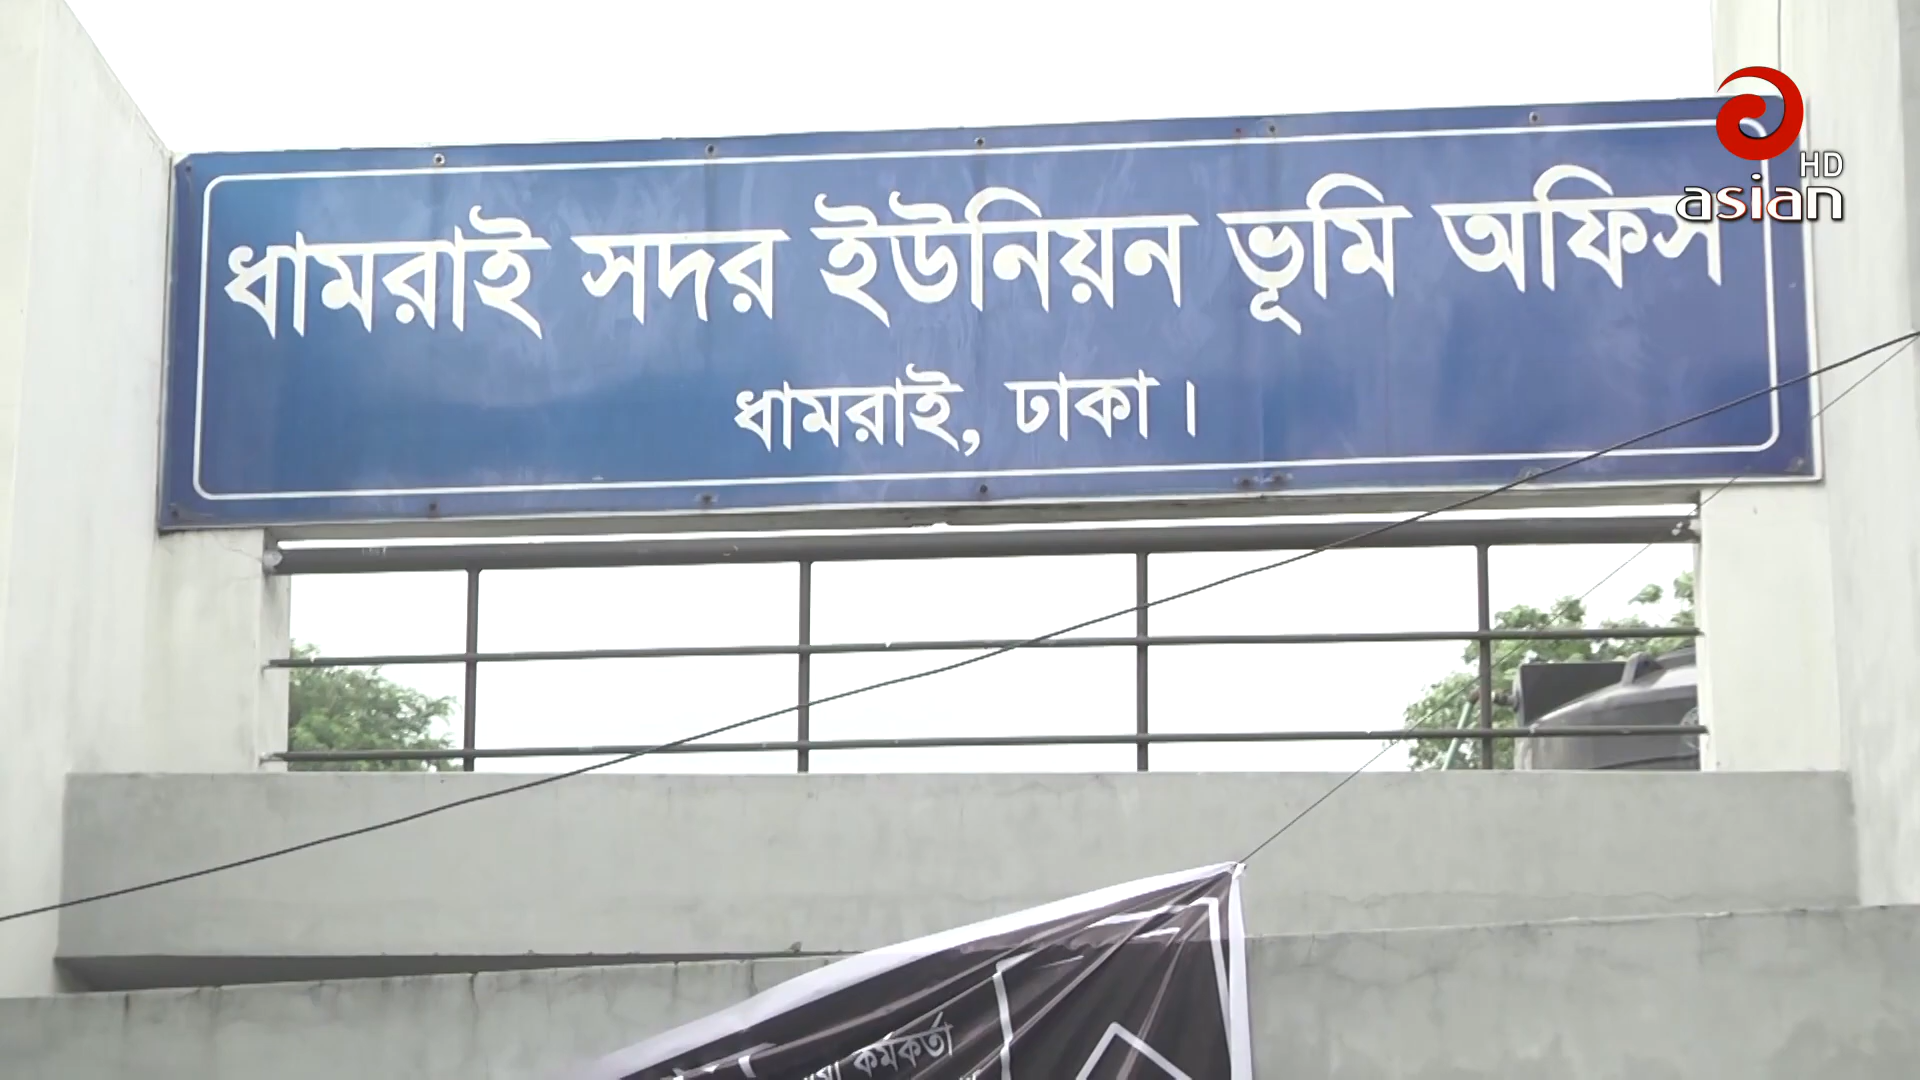 ধামরাই সদর ইউনিয়ন ভূমি অফিস
ধামরাই, ঢাকা।
HD
asian
কর্মকর্তা